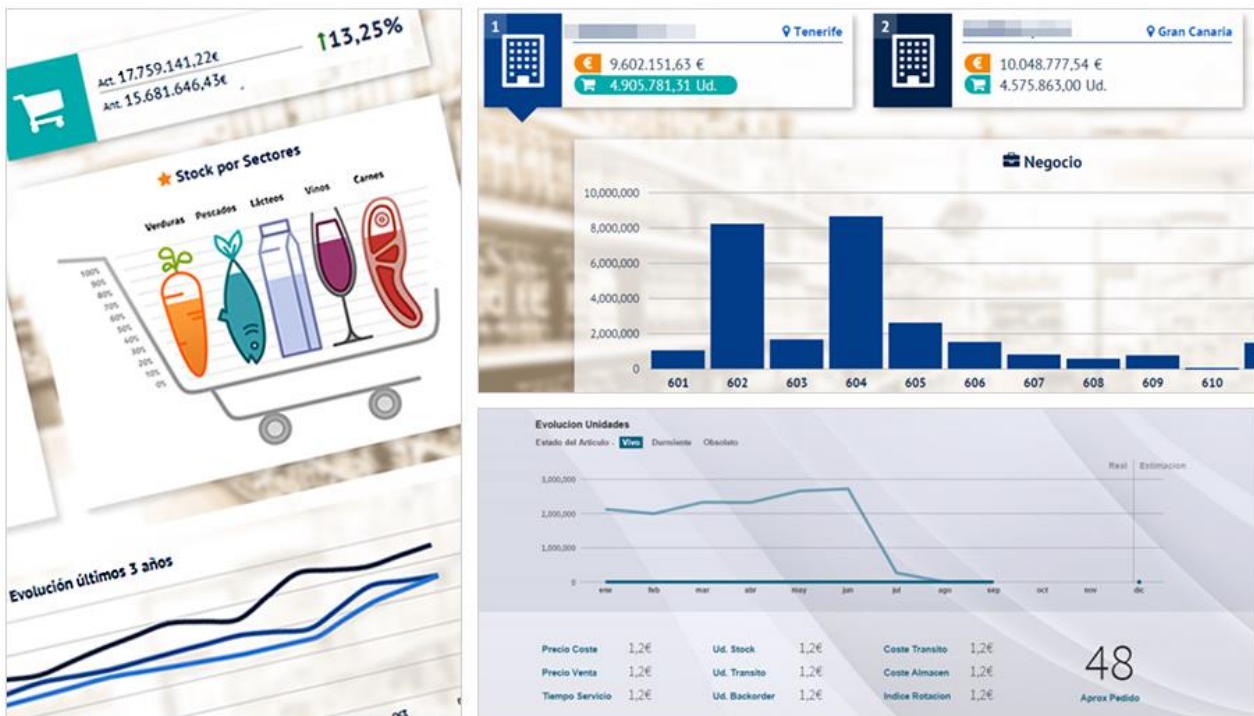 Act. 17.759.141,22€
Ant. 15.681.646,43€
↑13,25%
Stock por Sectores
Verduras Pescados Lácteos Vinos Carnes
100%
90%
80%
70%
60%
50%
40%
30%
20%
10%
0%
Evolución últimos 3 años
1
Tenerife
9.602.151,63 €
4.905.781,31 Ud.
2
Gran Canaria
10.048.777,54 €
4.575.863,00 Ud.
Negocio
10,000,000
8,000,000
6,000,000
4,000,000
2,000,000
0
601 602 603 604 605 606 607 608 609 610
Evolucion Unidades
Estado del Articulo - Vivo Durmiente Obsoleto
Real Estimacion
3,000,000
2,000,000
1,000,000
0
ene feb mar abr may jun jul ago sep oct nov dic
Precio Coste 1,2€ Ud. Stock 1,2€ Coste Transito 1,2€
Precio Venta 1,2€ Ud. Transito 1,2€ Coste Almacen 1,2€
Tiempo Servicio 1,2€ Ud. Backorder 1,2€ Indice Rotacion 1,2€
48
Aprox Pedido